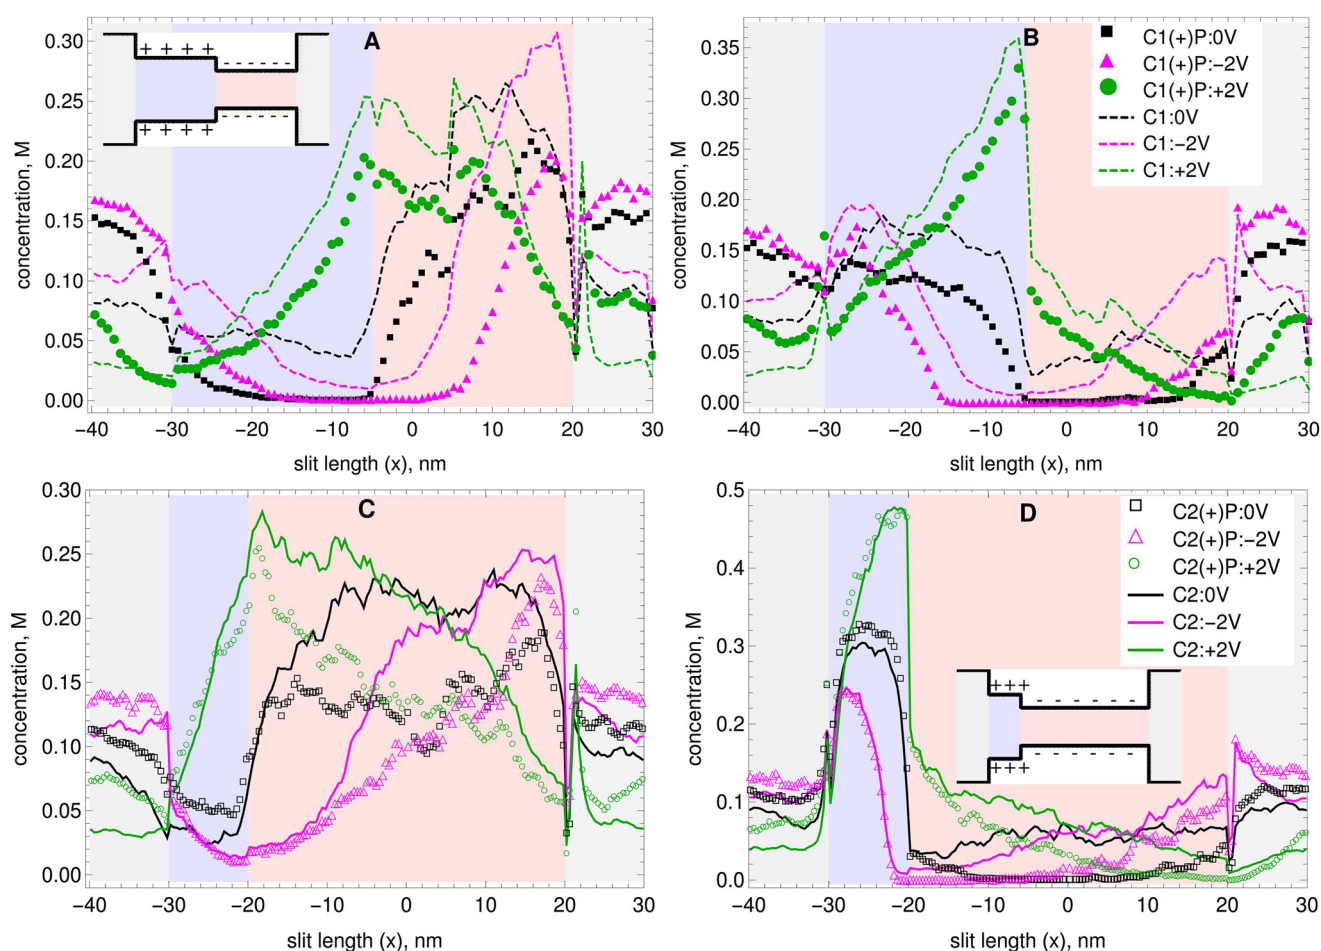 A
+ + + +
- - - - -
- - - - -
+ + + +
concentration, M
0.30
0.25
0.20
0.15
0.10
0.05
0.00
−40 −30 −20 −10 0 10 20 30
slit length (x), nm
B
C1(+)P:0V
C1(+)P:−2V
C1(+)P:+2V
C1:0V
C1:−2V
C1:+2V
concentration, M
0.35
0.30
0.25
0.20
0.15
0.10
0.05
0.00
−40 −30 −20 −10 0 10 20 30
slit length (x), nm
C
concentration, M
0.30
0.25
0.20
0.15
0.10
0.05
0.00
−40 −30 −20 −10 0 10 20 30
slit length (x), nm
D
C2(+)P:0V
C2(+)P:−2V
C2(+)P:+2V
C2:0V
C2:−2V
C2:+2V
+++
- - - - -
- - - - -
+++
concentration, M
0.5
0.4
0.3
0.2
0.1
0.0
−40 −30 −20 −10 0 10 20 30
slit length (x), nm